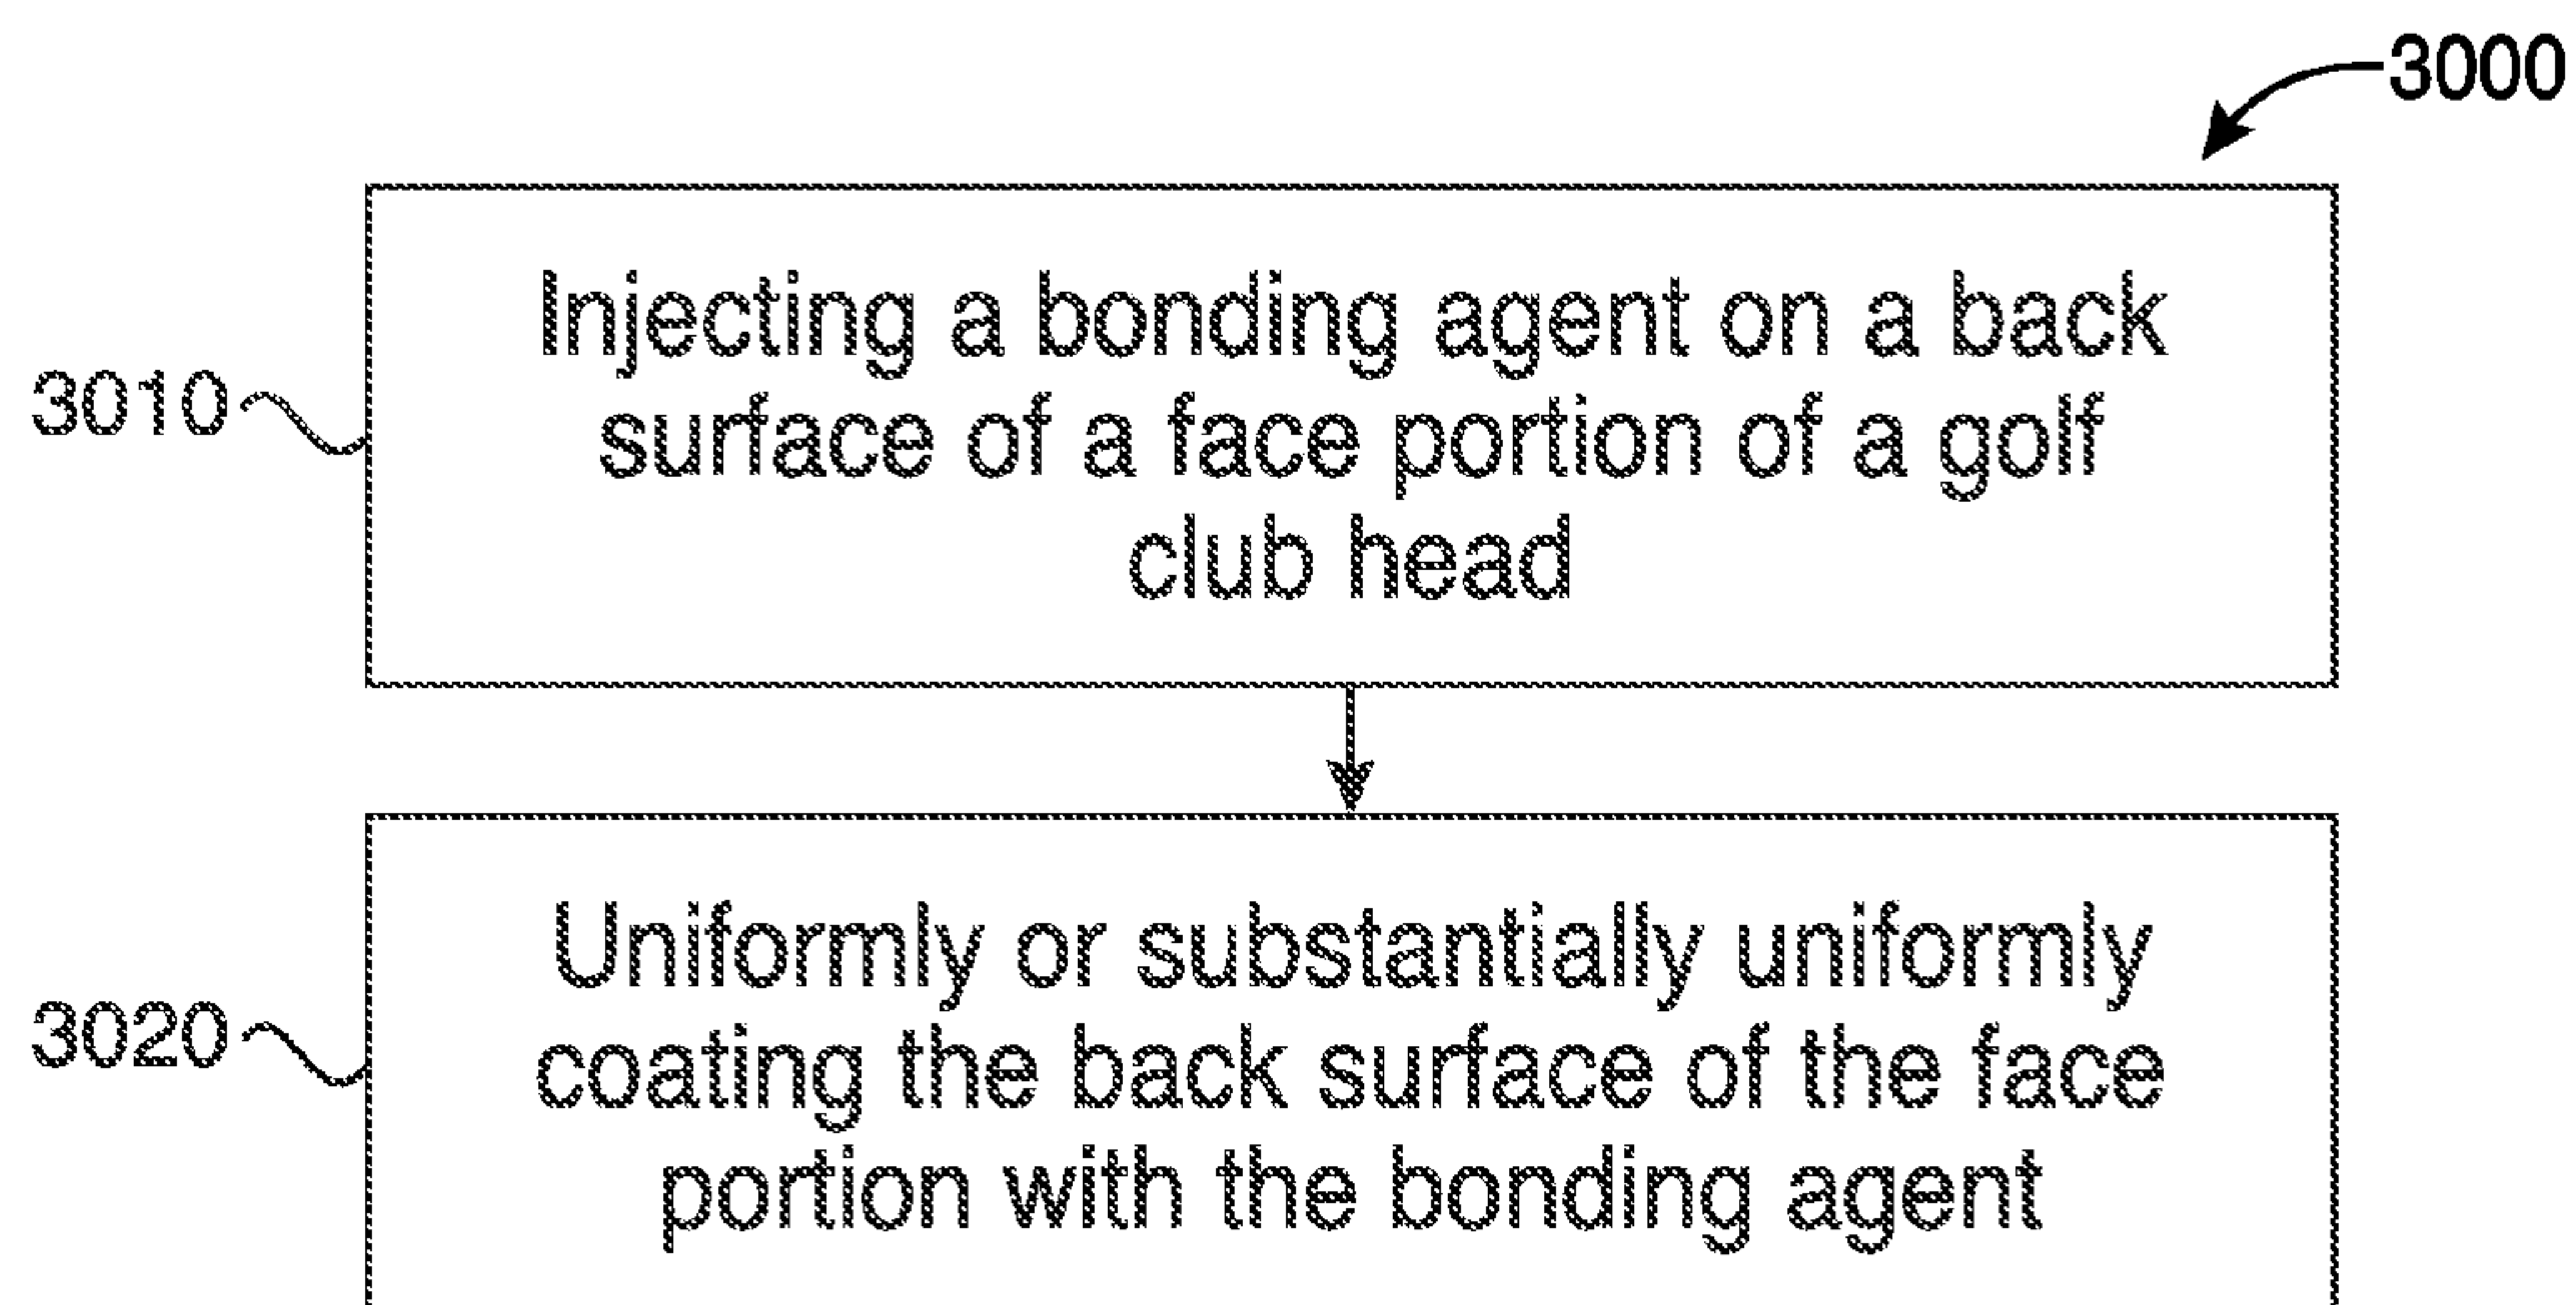 3000
3010
Injecting a bonding agent on a back
surface of a face portion of a golf
club head
3020
Uniformly or substantially uniformly
coating the back surface of the face
portion with the bonding agent